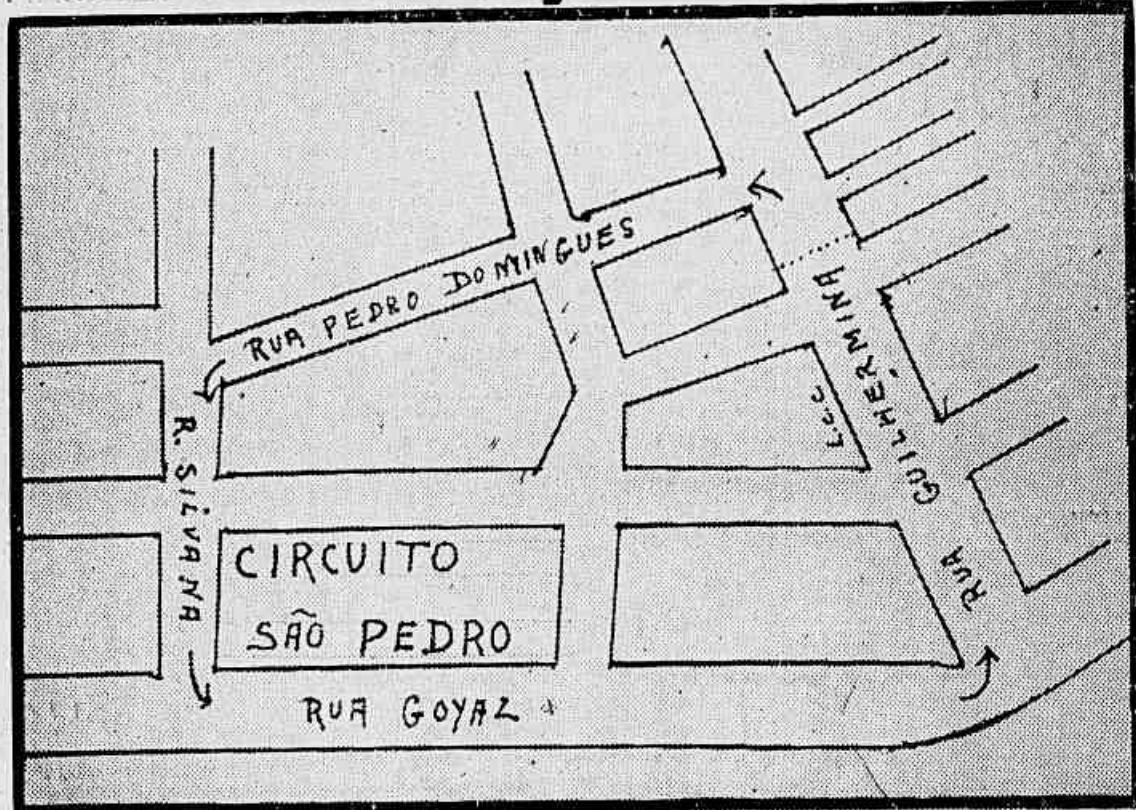 RUA PEDRO DOMINGUES
RUA GUILHERMINA
L.C.C.
R. SILVANA
CIRCUITO
SÃO PEDRO
RUA GOYAZ